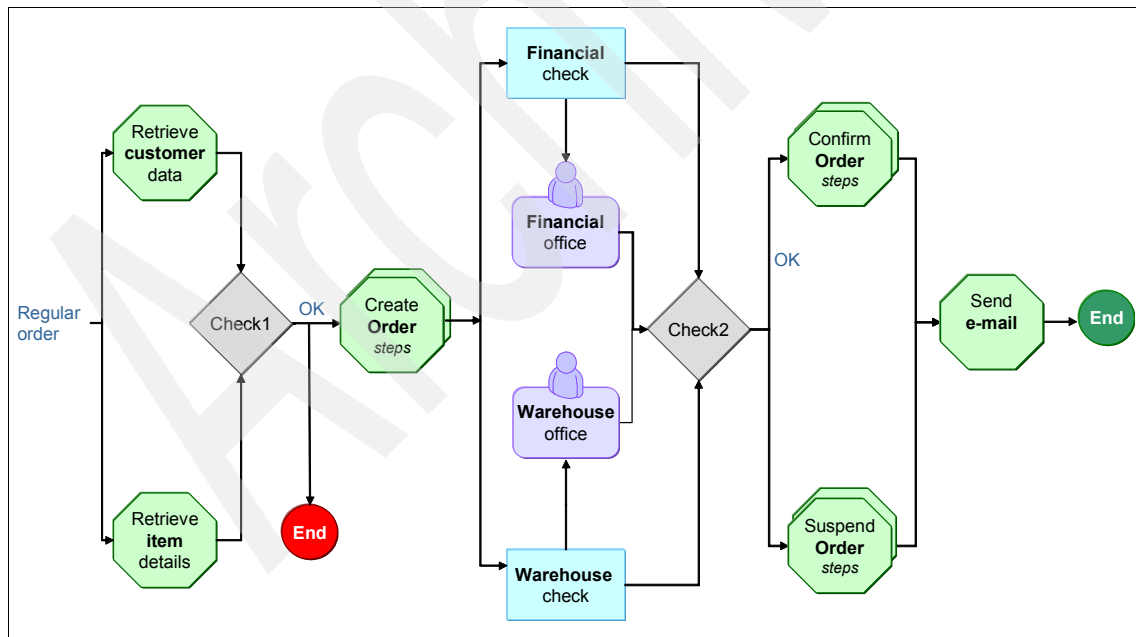 Regular
order
Retrieve
customer
data
Retrieve
item
details
Check1
OK
End
Create
Order
steps
Financial
check
Financial
office
Warehouse
office
Warehouse
check
Check2
OK
Confirm
Order
steps
Suspend
Order
steps
Send
e-mail
End